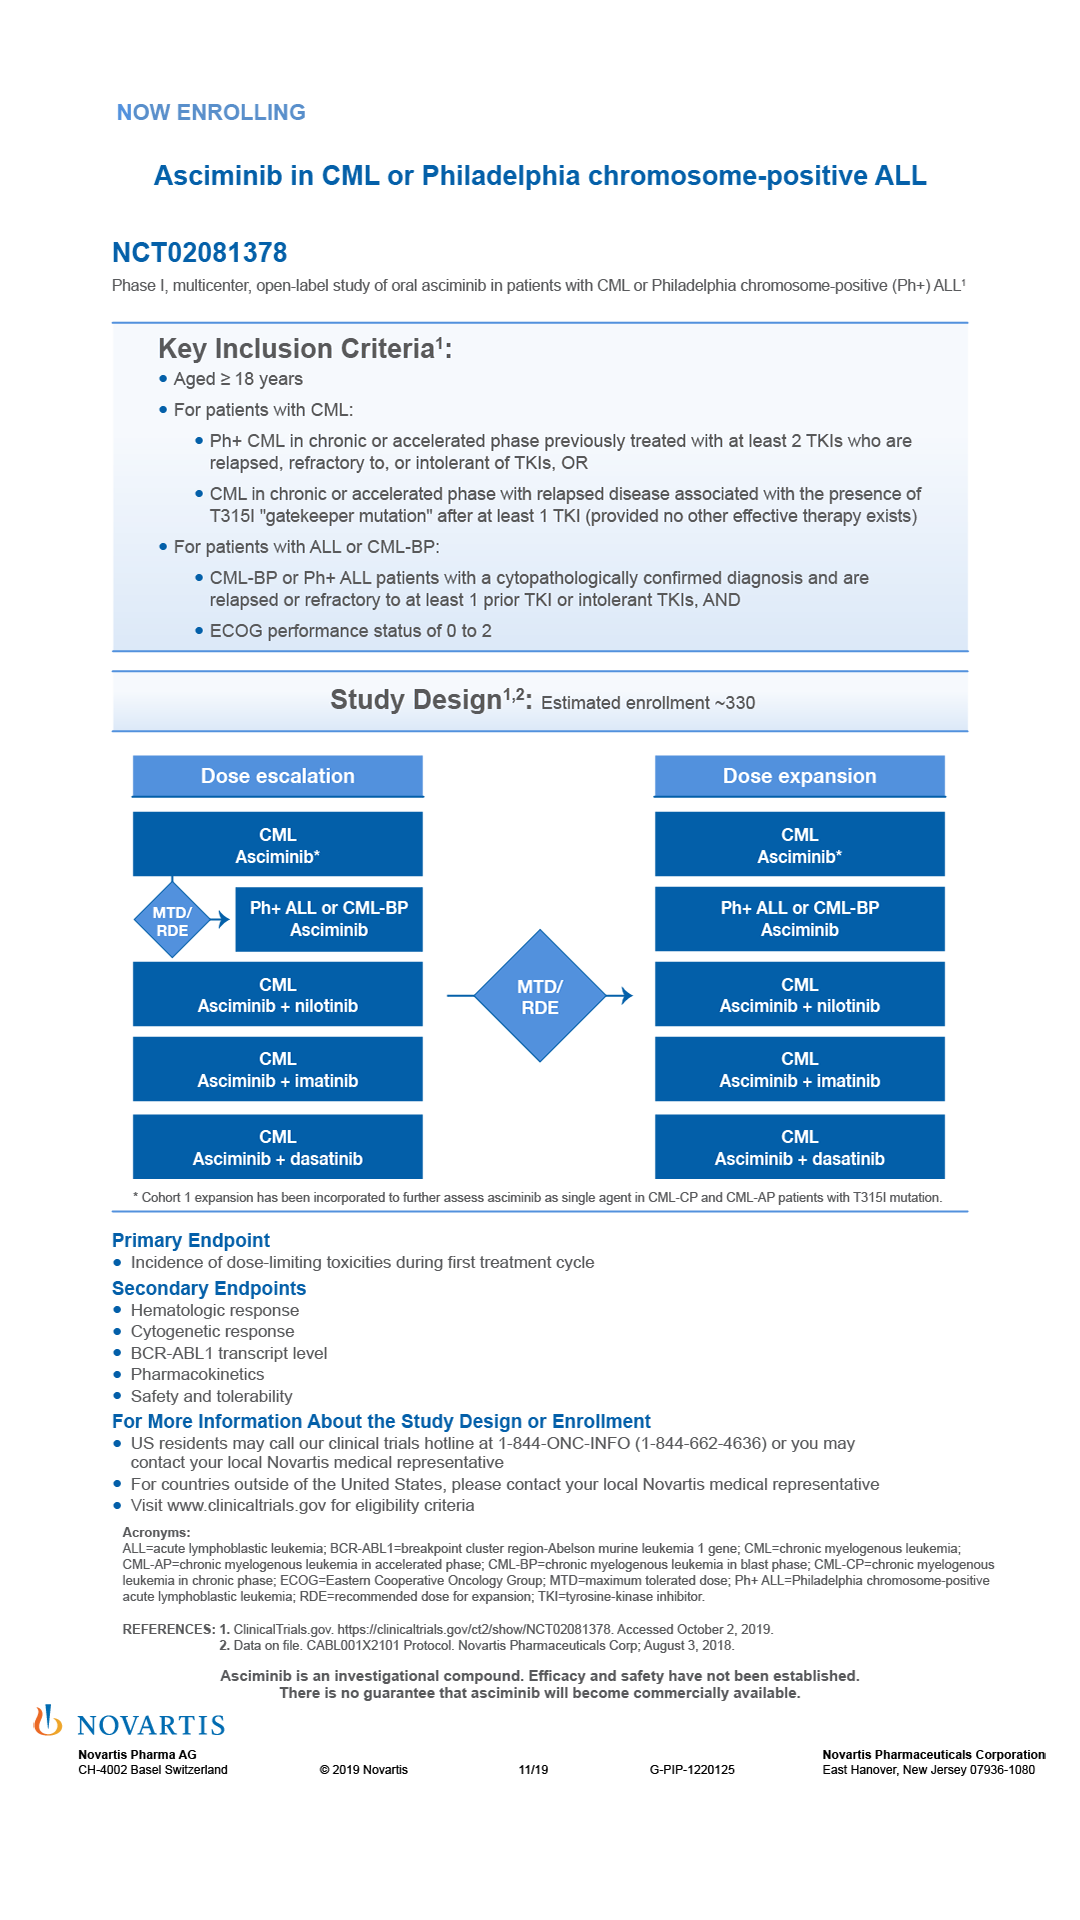 NOW ENROLLING
Asciminib in CML or Philadelphia chromosome-positive ALL
NCT02081378
Phase I, multicenter, open-label study of oral asciminib in patients with CML or Philadelphia chromosome-positive (Ph+) ALL¹
Key Inclusion Criteria¹:
• Aged ≥ 18 years
• For patients with CML:
• Ph+ CML in chronic or accelerated phase previously treated with at least 2 TKIs who are
relapsed, refractory to, or intolerant of TKIs, OR
• CML in chronic or accelerated phase with relapsed disease associated with the presence of
T315I "gatekeeper mutation" after at least 1 TKI (provided no other effective therapy exists)
• For patients with ALL or CML-BP:
• CML-BP or Ph+ ALL patients with a cytopathologically confirmed diagnosis and are
relapsed or refractory to at least 1 prior TKI or intolerant TKIs, AND
• ECOG performance status of 0 to 2
Study Design¹,²: Estimated enrollment ~330
Dose escalation
CML
Asciminib*
MTD/
RDE
Ph+ ALL or CML-BP
Asciminib
CML
Asciminib + nilotinib
CML
Asciminib + imatinib
CML
Asciminib + dasatinib
MTD/
RDE
Dose expansion
CML
Asciminib*
Ph+ ALL or CML-BP
Asciminib
CML
Asciminib + nilotinib
CML
Asciminib + imatinib
CML
Asciminib + dasatinib
* Cohort 1 expansion has been incorporated to further assess asciminib as single agent in CML-CP and CML-AP patients with T315I mutation.
Primary Endpoint
• Incidence of dose-limiting toxicities during first treatment cycle
Secondary Endpoints
• Hematologic response
• Cytogenetic response
• BCR-ABL1 transcript level
• Pharmacokinetics
• Safety and tolerability
For More Information About the Study Design or Enrollment
• US residents may call our clinical trials hotline at 1-844-ONC-INFO (1-844-662-4636) or you may
contact your local Novartis medical representative
• For countries outside of the United States, please contact your local Novartis medical representative
• Visit www.clinicaltrials.gov for eligibility criteria
Acronyms:
ALL=acute lymphoblastic leukemia; BCR-ABL1=breakpoint cluster region-Abelson murine leukemia 1 gene; CML=chronic myelogenous leukemia;
CML-AP=chronic myelogenous leukemia in accelerated phase; CML-BP=chronic myelogenous leukemia in blast phase; CML-CP=chronic myelogenous
leukemia in chronic phase; ECOG=Eastern Cooperative Oncology Group; MTD=maximum tolerated dose; Ph+ ALL=Philadelphia chromosome-positive
acute lymphoblastic leukemia; RDE=recommended dose for expansion; TKI=tyrosine-kinase inhibitor.
REFERENCES: 1. ClinicalTrials.gov. https://clinicaltrials.gov/ct2/show/NCT02081378. Accessed October 2, 2019.
2. Data on file. CABL001X2101 Protocol. Novartis Pharmaceuticals Corp; August 3, 2018.
Asciminib is an investigational compound. Efficacy and safety have not been established.
There is no guarantee that asciminib will become commercially available.
NOVARTIS
Novartis Pharma AG
CH-4002 Basel Switzerland
© 2019 Novartis
11/19
G-PIP-1220125
Novartis Pharmaceuticals Corporation
East Hanover, New Jersey 07936-1080